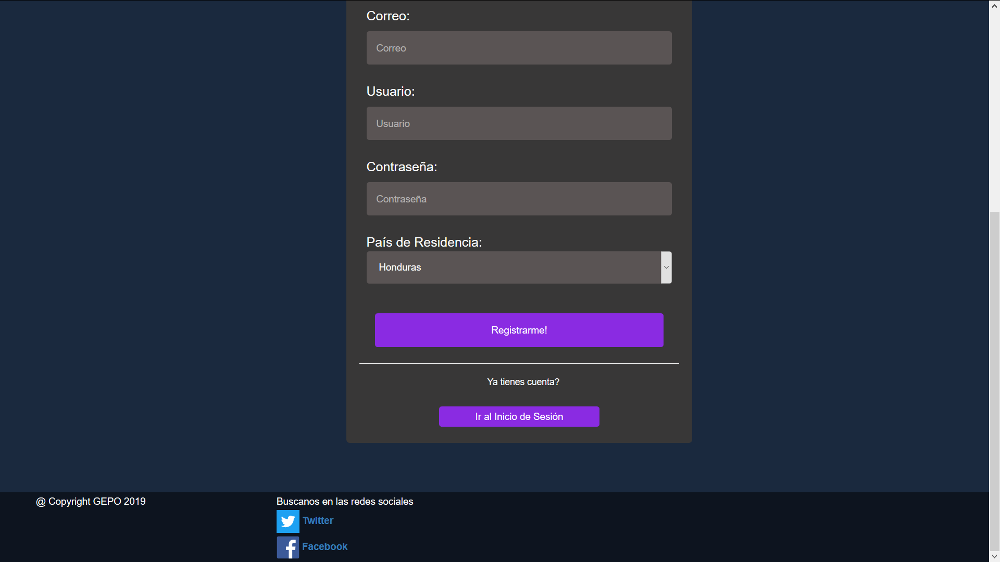 Correo:
Correo
Usuario:
Usuario
Contraseña:
Contraseña
País de Residencia:
Honduras
Registrarme!
Ya tienes cuenta?
Ir al Inicio de Sesión
@ Copyright GEPO 2019
Buscanos en las redes sociales
Twitter
Facebook